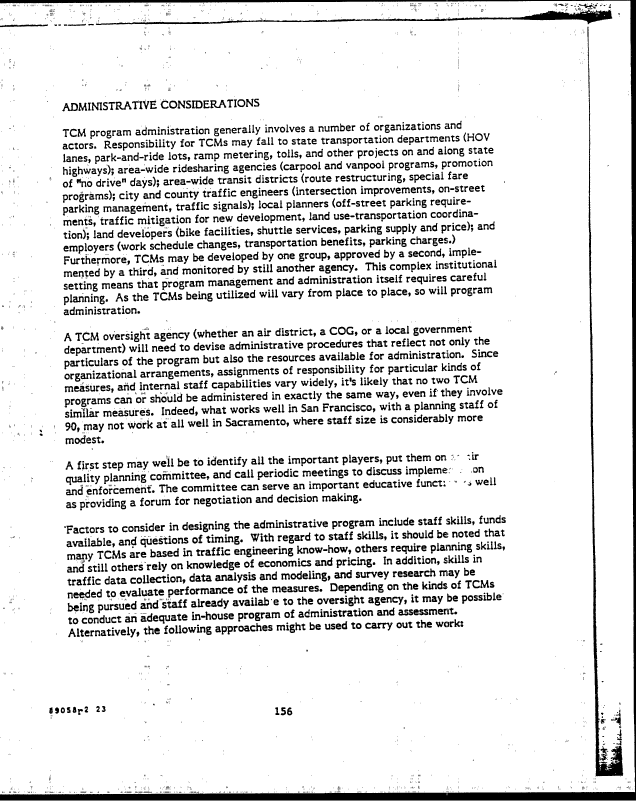 ADMINISTRATIVE CONSIDERATIONS
TCM program administration generally involves a number of organizations and
actors. Responsibility for TCMs may fall to state transportation departments (HOV
lanes, park-and-ride lots, ramp metering, tolls, and other projects on and along state
highways); area-wide ridesharing agencies (carpool and vanpool programs, promotion
of "no drive" days); area-wide transit districts (route restructuring, special fare
programs); city and county traffic engineers (intersection improvements, on-street
parking management, traffic signals); local planners (off-street parking require-
ments, traffic mitigation for new development, land use-transportation coordina-
tion); land developers (bike facilities, shuttle services, parking supply and price); and
employers (work schedule changes, transportation benefits, parking charges.)
Furthermore, TCMs may be developed by one group, approved by a second, imple-
mented by a third, and monitored by still another agency. This complex institutional
setting means that program management and administration itself requires careful
planning. As the TCMs being utilized will vary from place to place, so will program
administration.
A TCM oversight agency (whether an air district, a COG, or a local government
department) will need to devise administrative procedures that reflect not only the
particulars of the program but also the resources available for administration. Since
organizational arrangements, assignments of responsibility for particular kinds of
measures, and internal staff capabilities vary widely, it's likely that no two TCM
programs can or should be administered in exactly the same way, even if they involve
similar measures. Indeed, what works well in San Francisco, with a planning staff of
90, may not work at all well in Sacramento, where staff size is considerably more
modest.
A first step may well be to identify all the important players, put them on
quality planning committee, and call periodic meetings to discuss
and enforcement. The committee can serve an important educative well
as providing a forum for negotiation and decision making.
Factors to consider in designing the administrative program include staff skills, funds
available, and questions of timing. With regard to staff skills, it should be noted that
many TCMs are based in traffic engineering know-how, others require planning skills,
and still others rely on knowledge of economics and pricing. In addition, skills in
traffic data collection, data analysis and modeling, and survey research may be
needed to evaluate performance of the measures. Depending on the kinds of TCMs
being pursued and staff already available to the oversight agency, it may be possible
to conduct an adequate in-house program of administration and assessment.
Alternatively, the following approaches might be used to carry out the work:
89058r2 23
156